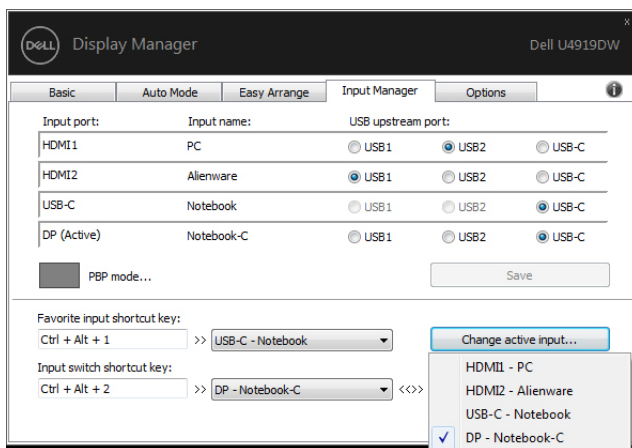 DELL Display Manager Dell U4919DW x
Basic Auto Mode Easy Arrange Input Manager Options i
Input port: Input name: USB upstream port:
HDMI1 PC USB1 USB2 USB-C
HDMI2 Alienware USB1 USB2 USB-C
USB-C Notebook USB1 USB2 USB-C
DP (Active) Notebook-C USB1 USB2 USB-C
PBP mode... Save
Favorite input shortcut key:
Ctrl + Alt + 1 >> USB-C - Notebook Change active input...
Input switch shortcut key:
Ctrl + Alt + 2 >> DP - Notebook-C <<>>
HDMI1 - PC
HDMI2 - Alienware
USB-C - Notebook
DP - Notebook-C